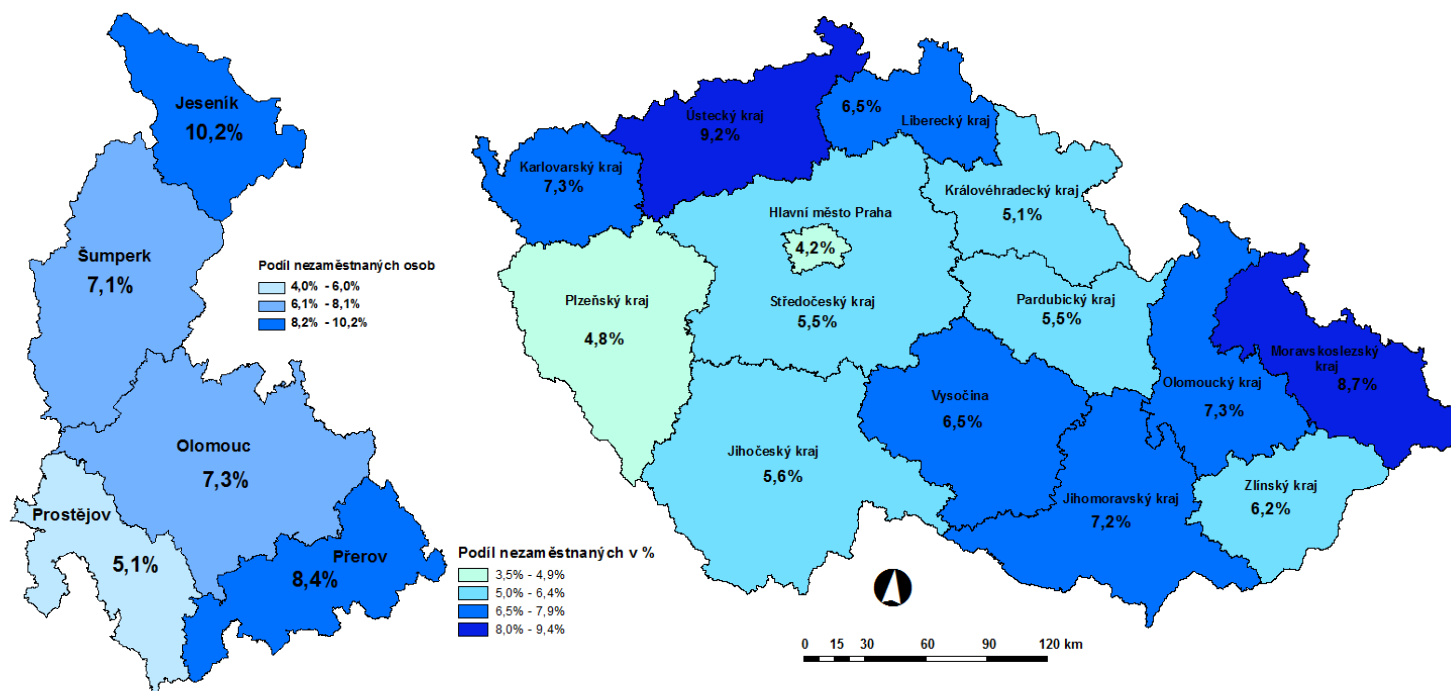 Jeseník
10,2%
Šumperk
7,1%
Podíl nezaměstnaných osob
4,0% - 6,0%
6,1% - 8,1%
8,2% - 10,2%
Olomouc
7,3%
Prostějov
5,1%
Přerov
8,4%
Ústecký kraj
9,2%
6,5%
Liberecký kraj
Karlovarský kraj
7,3%
Královéhradecký kraj
5,1%
Hlavní město Praha
4,2%
Plzeňský kraj
4,8%
Středočeský kraj
5,5%
Pardubický kraj
5,5%
Moravskoslezský
kraj
8,7%
Olomoucký kraj
7,3%
Vysočina
6,5%
Jihočeský kraj
5,6%
Jihomoravský kraj
7,2%
Zlínský kraj
6,2%
Podíl nezaměstnaných v %
3,5% - 4,9%
5,0% - 6,4%
6,5% - 7,9%
8,0% - 9,4%
0 15 30 60 90 120 km